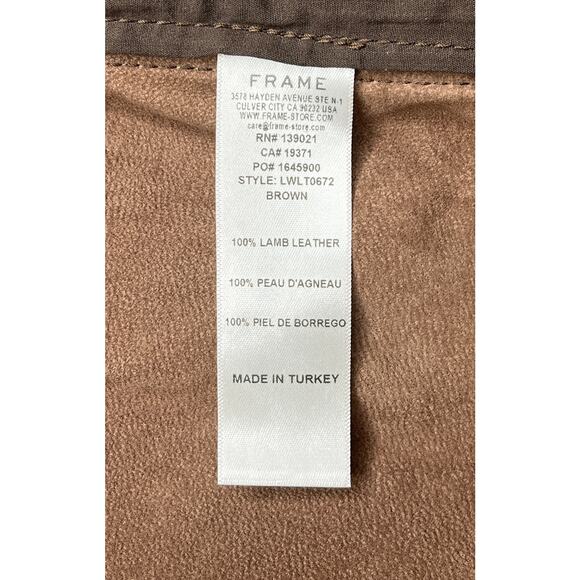 FRAME
3578 HAYDEN AVENUE STE N-1
CULVER CITY CA 90232 USA
WWW.FRAME-STORE.COM
care@frame-store.com
RN# 139021
CA# 19371
PO# 1645900
STYLE: LWLT0672
BROWN
100% LAMB LEATHER
100% PEAU D'AGNEAU
100% PIEL DE BORREGO
MADE IN TURKEY